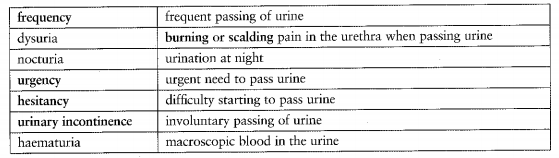 frequency frequent passing of urine
dysuria burning or scalding pain in the urethra when passing urine
nocturia urination at night
urgency urgent need to pass urine
hesitancy difficulty starting to pass urine
urinary incontinence involuntary passing of urine
haematuria macroscopic blood in the urine